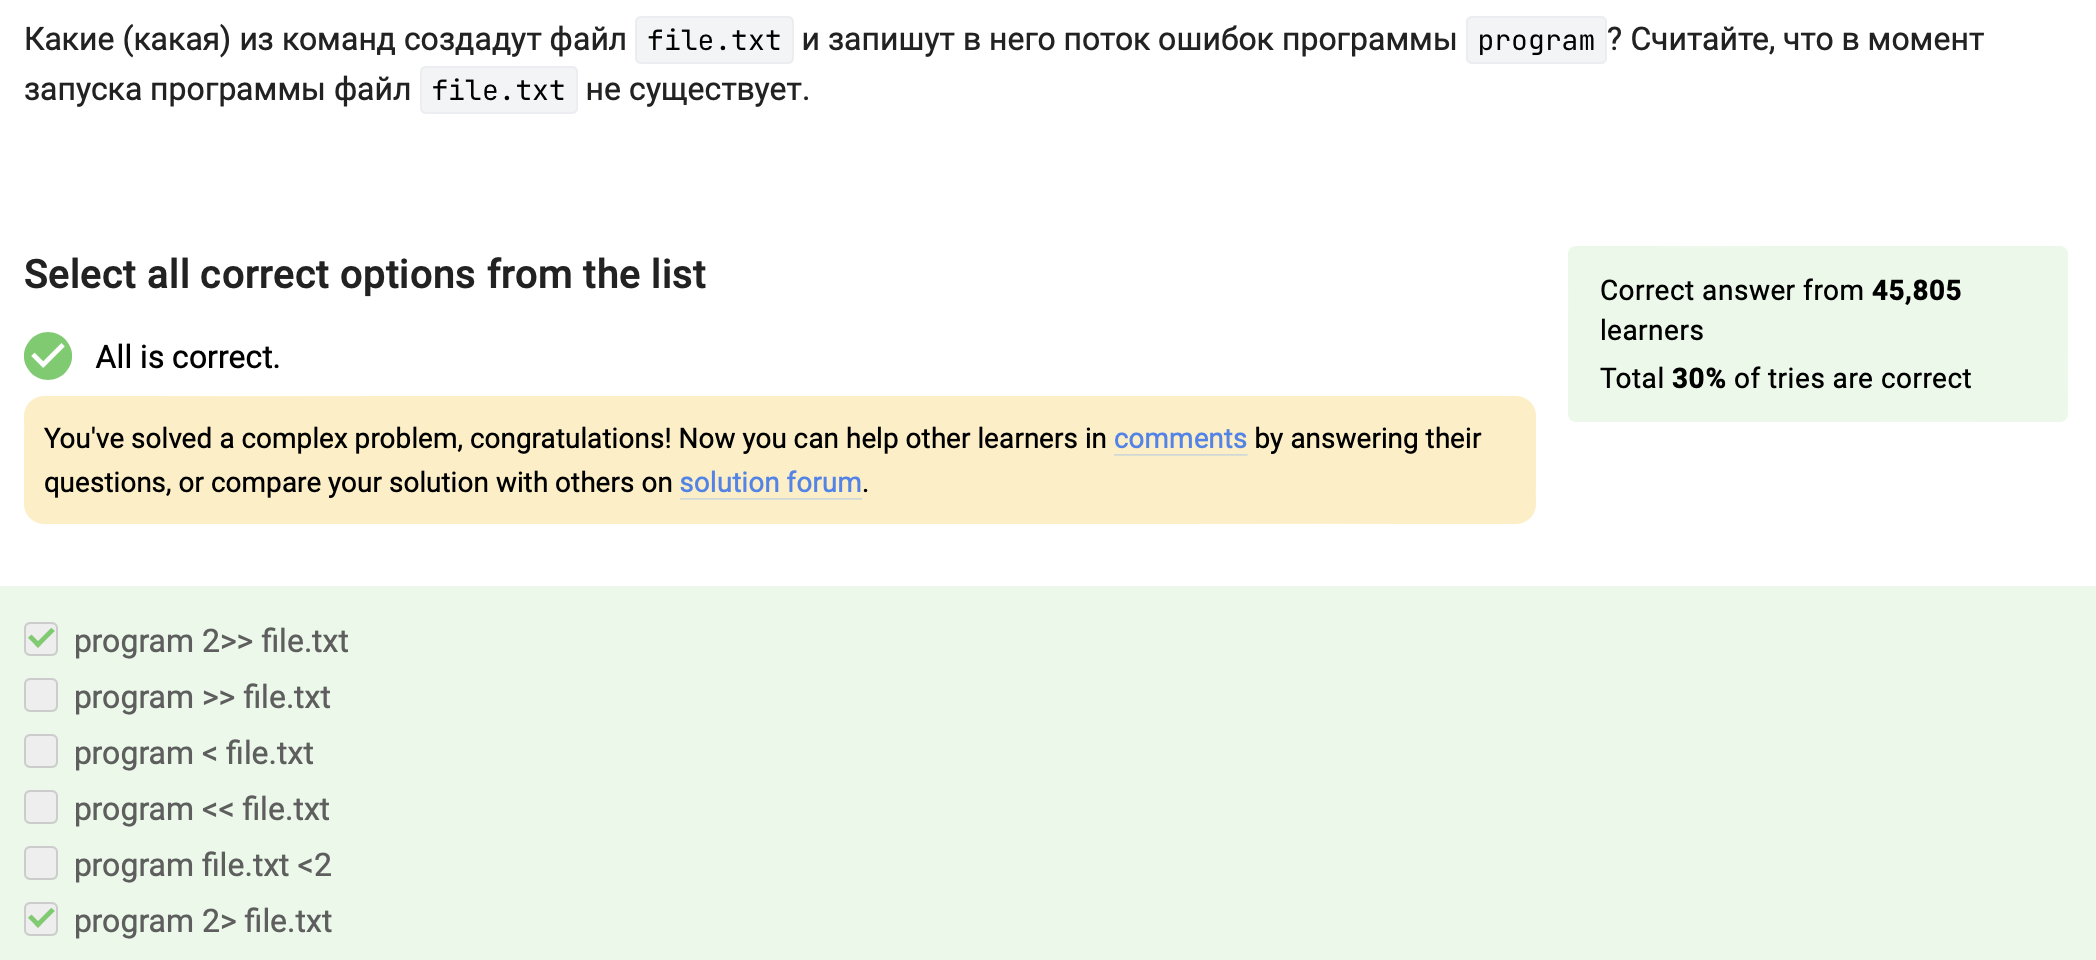 Какие (какая) из команд создадут файл file.txt и запишут в него поток ошибок программы program? Считайте, что в момент
запуска программы файл file.txt не существует.
Select all correct options from the list
Correct answer from 45,805
learners
Total 30% of tries are correct
All is correct.
You've solved a complex problem, congratulations! Now you can help other learners in comments by answering their
questions, or compare your solution with others on solution forum.
program 2>> file.txt
program >> file.txt
program < file.txt
program << file.txt
program file.txt <2
program 2> file.txt